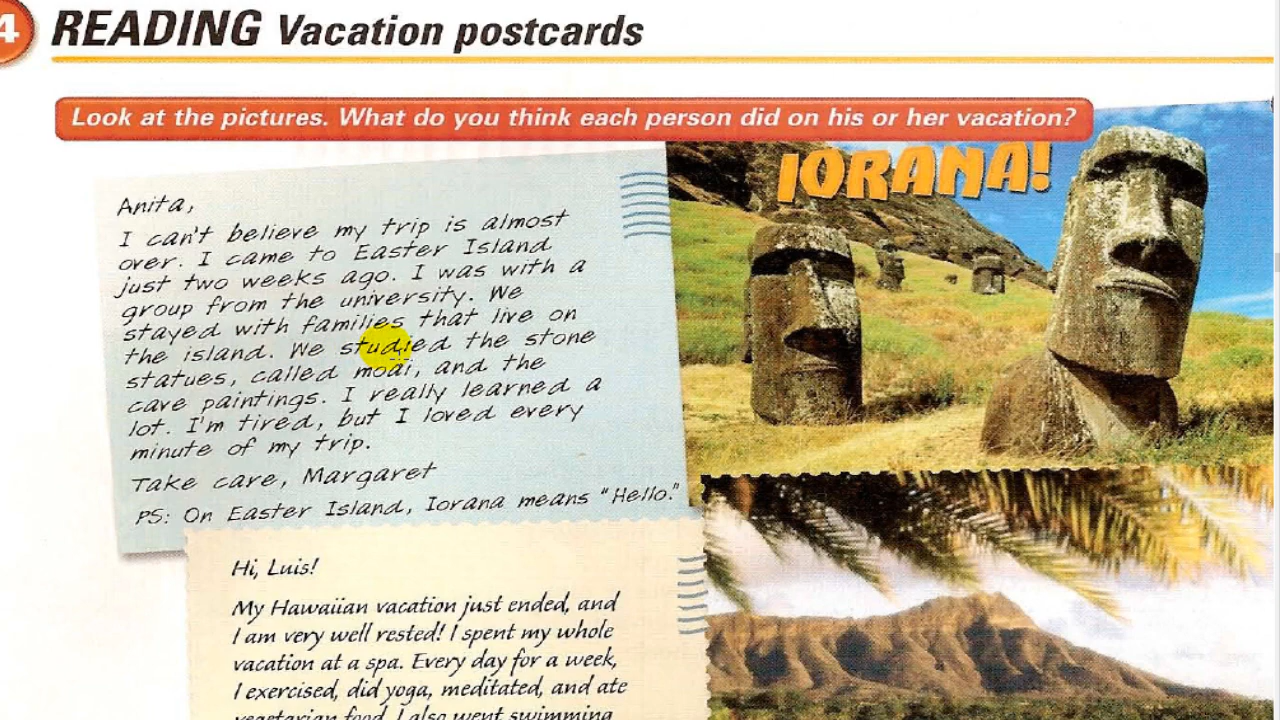 4 READING Vacation postcards
Look at the pictures. What do you think each person did on his or her vacation?
IORANA!
Anita,
I can't believe my trip is almost
over. I came to Easter Island
just two weeks ago. I was with a
group from the university. We
stayed with families that live on
the island. We studied the stone
statues, called moai, and the
cave paintings. I really learned a
lot. I'm tired, but I loved every
minute of my trip.
Take care, Margaret
PS: On Easter Island, Iorana means "Hello."
Hi, Luis!
My Hawaiian vacation just ended, and
I am very well rested! I spent my whole
vacation at a spa. Every day for a week,
I exercised, did yoga, meditated, and ate
vegetarian food. I also went swimming